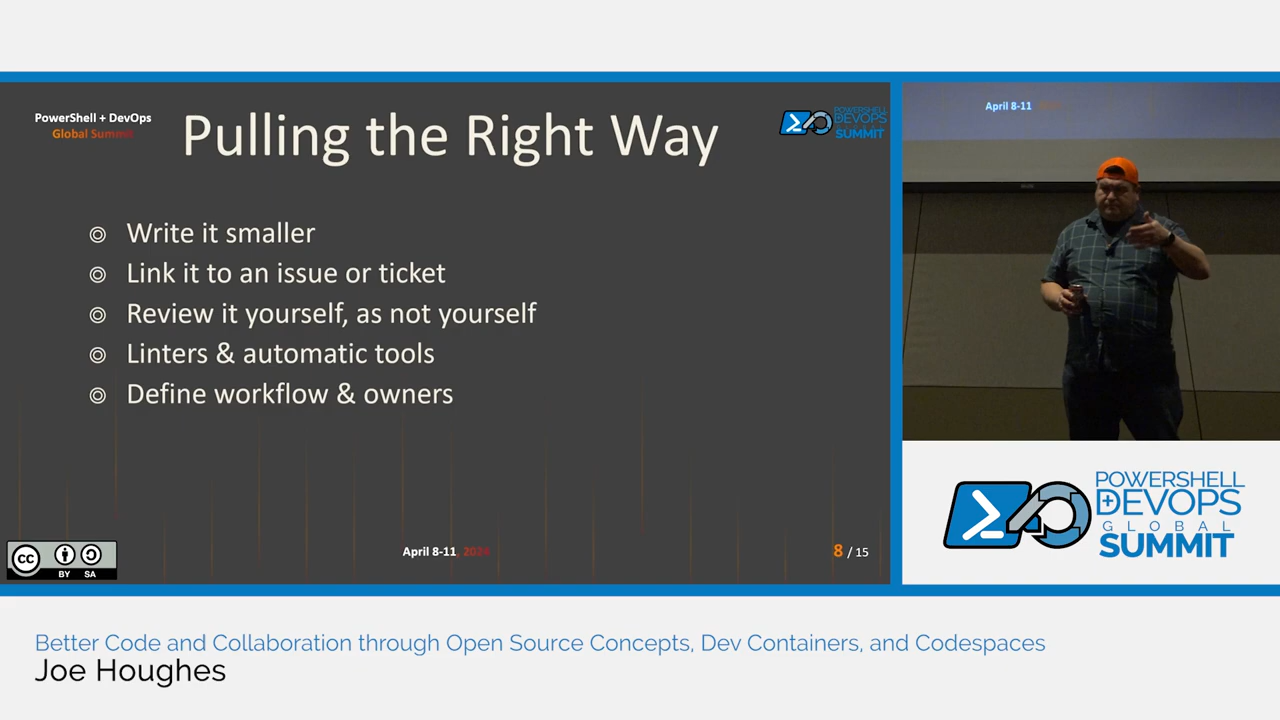 PowerShell + DevOps
Global Summit
Pulling the Right Way
POWERSHELL
+DEVOPS
GLOBAL
SUMMIT
Write it smaller
Link it to an issue or ticket
Review it yourself, as not yourself
Linters & automatic tools
Define workflow & owners
cc
BY SA
April 8-11, 2024
8 / 15
April 8-11
POWERSHELL
+DEVOPS
GLOBAL
SUMMIT
Better Code and Collaboration through Open Source Concepts, Dev Containers, and Codespaces
Joe Houghes